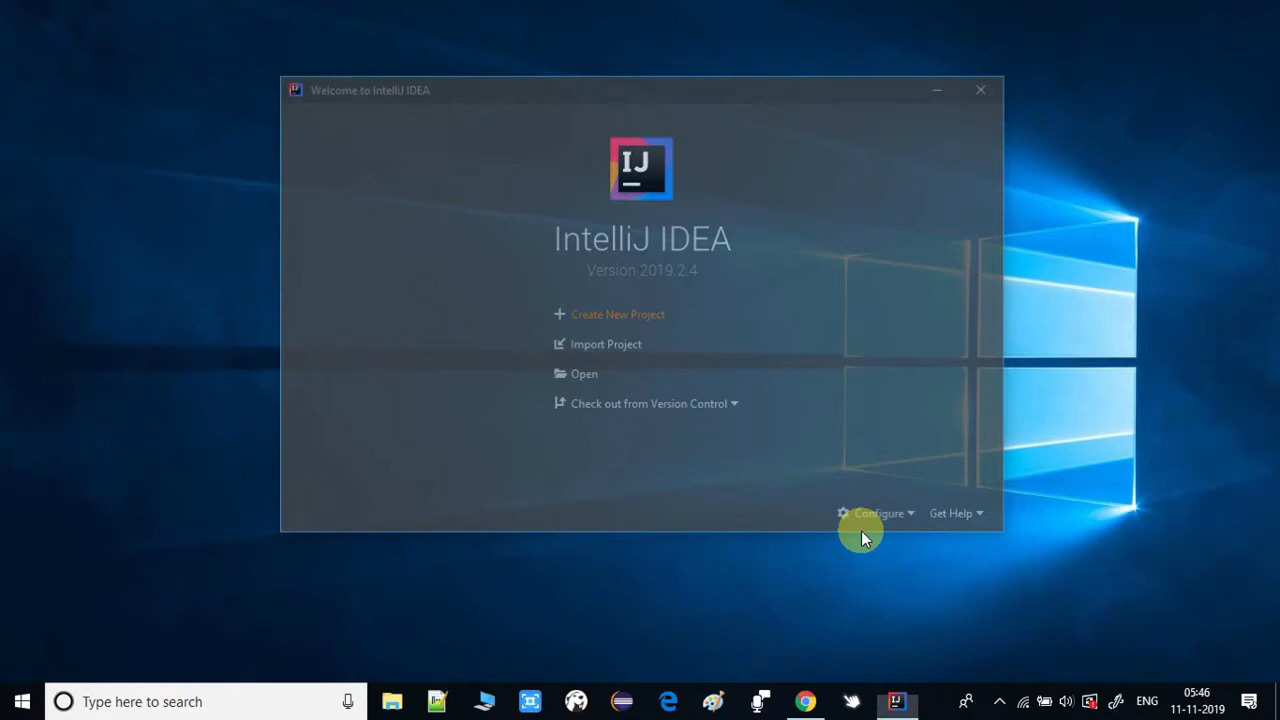 Welcome to IntelliJ IDEA
IJ
IntelliJ IDEA
Version 2019.2.4
Create New Project
Import Project
Open
Check out from Version Control
Configure
Get Help
Type here to search
IJ
ENG
05:46
11-11-2019